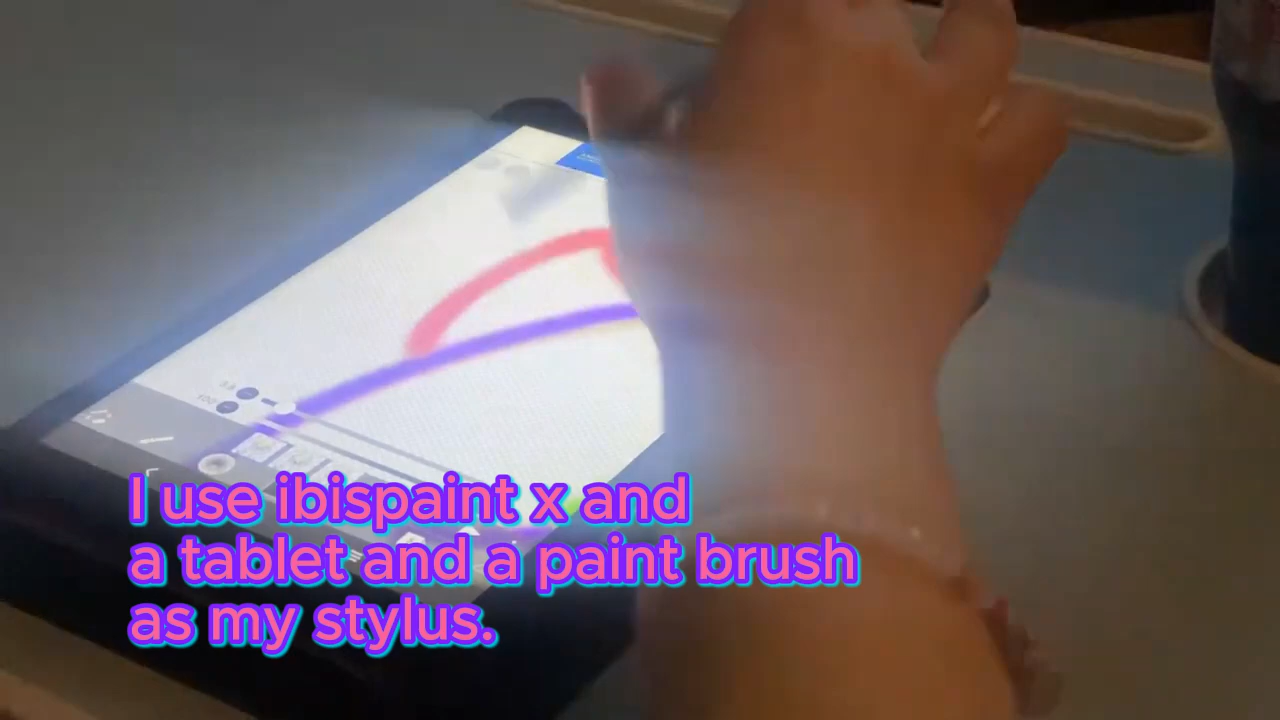 I use ibispaint x and
a tablet and a paint brush
as my stylus.